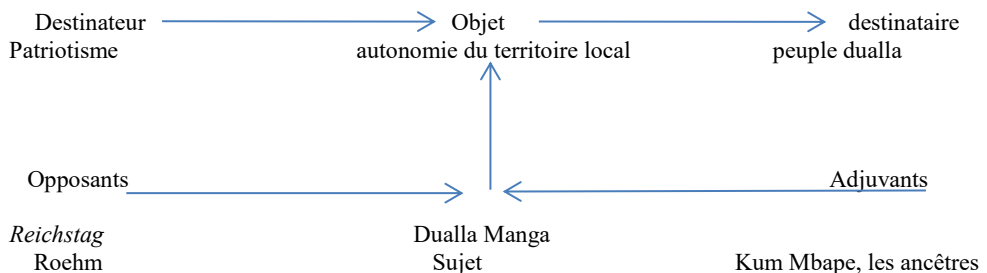 Destinateur Objet destinataire
Patriotisme autonomie du territoire local peuple dualla
Opposants Adjuvants
Reichstag Dualla Manga
Roehm Sujet Kum Mbape, les ancêtres